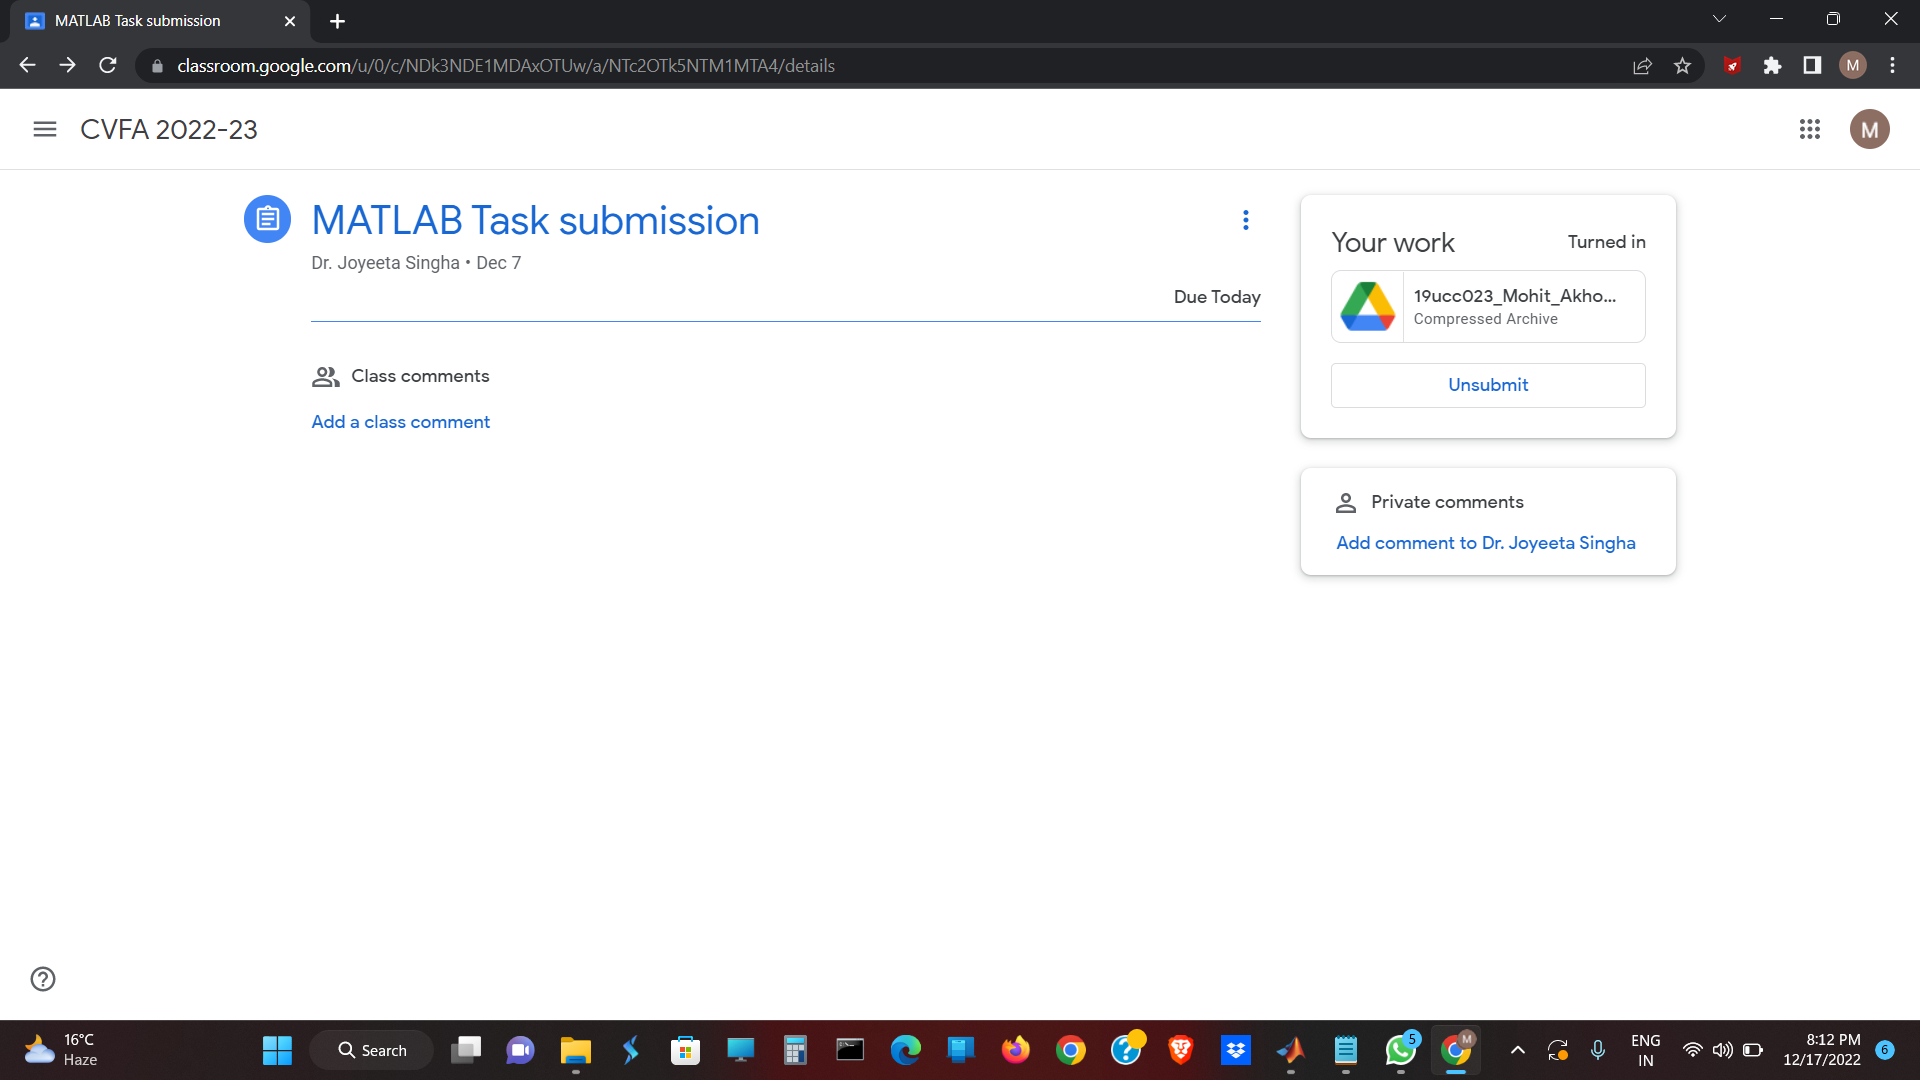 MATLAB Task submission
classroom.google.com/u/0/c/NDk3NDE1MDAxOTUw/a/NTc2OTk5NTM1MTA4/details
M
CVFA 2022-23
M
MATLAB Task submission
Dr. Joyeeta Singha • Dec 7
Due Today
Class comments
Add a class comment
Your work
Turned in
19ucc023_Mohit_Akho...
Compressed Archive
Unsubmit
Private comments
Add comment to Dr. Joyeeta Singha
16°C
Haze
Search
5
M
ENG
IN
8:12 PM
12/17/2022
6